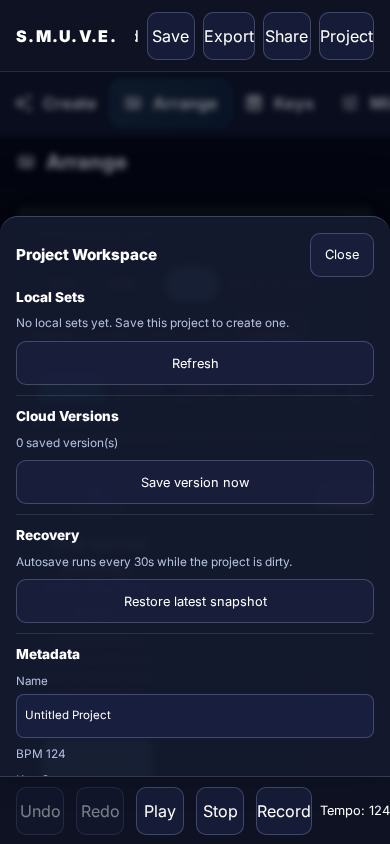 S.M.U.V.E. Save Export Share Project
Create Arrange Keys
Arrange
Project Workspace Close
Local Sets
No local sets yet. Save this project to create one.
Refresh
Cloud Versions
0 saved version(s)
Save version now
Recovery
Autosave runs every 30s while the project is dirty.
Restore latest snapshot
Metadata
Name
Untitled Project
BPM 124
Undo Redo Play Stop Record Tempo: 124